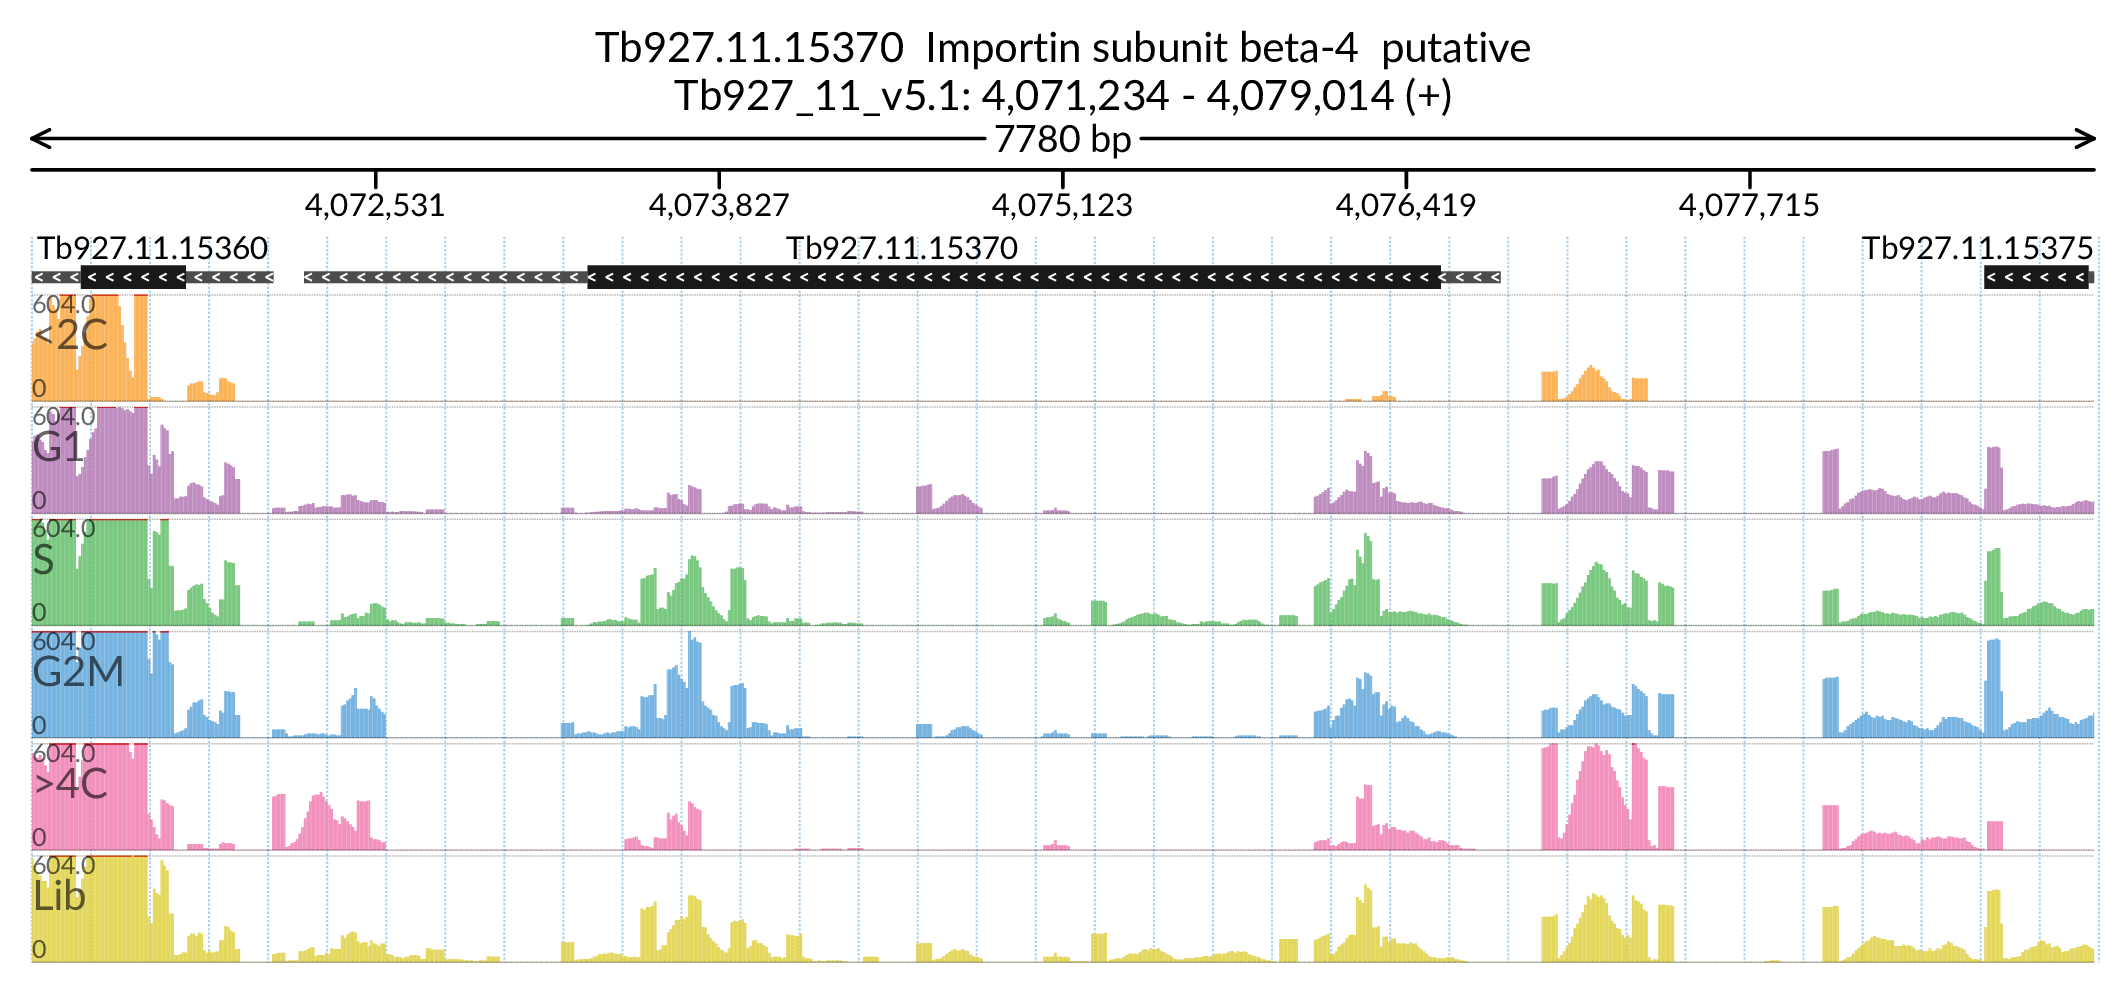 Tb927.11.15370 Importin subunit beta-4 putative
Tb927_11_v5.1: 4,071,234 - 4,079,014 (+)
7780 bp
4,072,531 4,073,827 4,075,123 4,076,419 4,077,715
Tb927.11.15360 Tb927.11.15370 Tb927.11.15375
604.0
<2C
0
604.0
G1
0
604.0
S
0
604.0
G2M
0
604.0
>4C
0
604.0
Lib
0